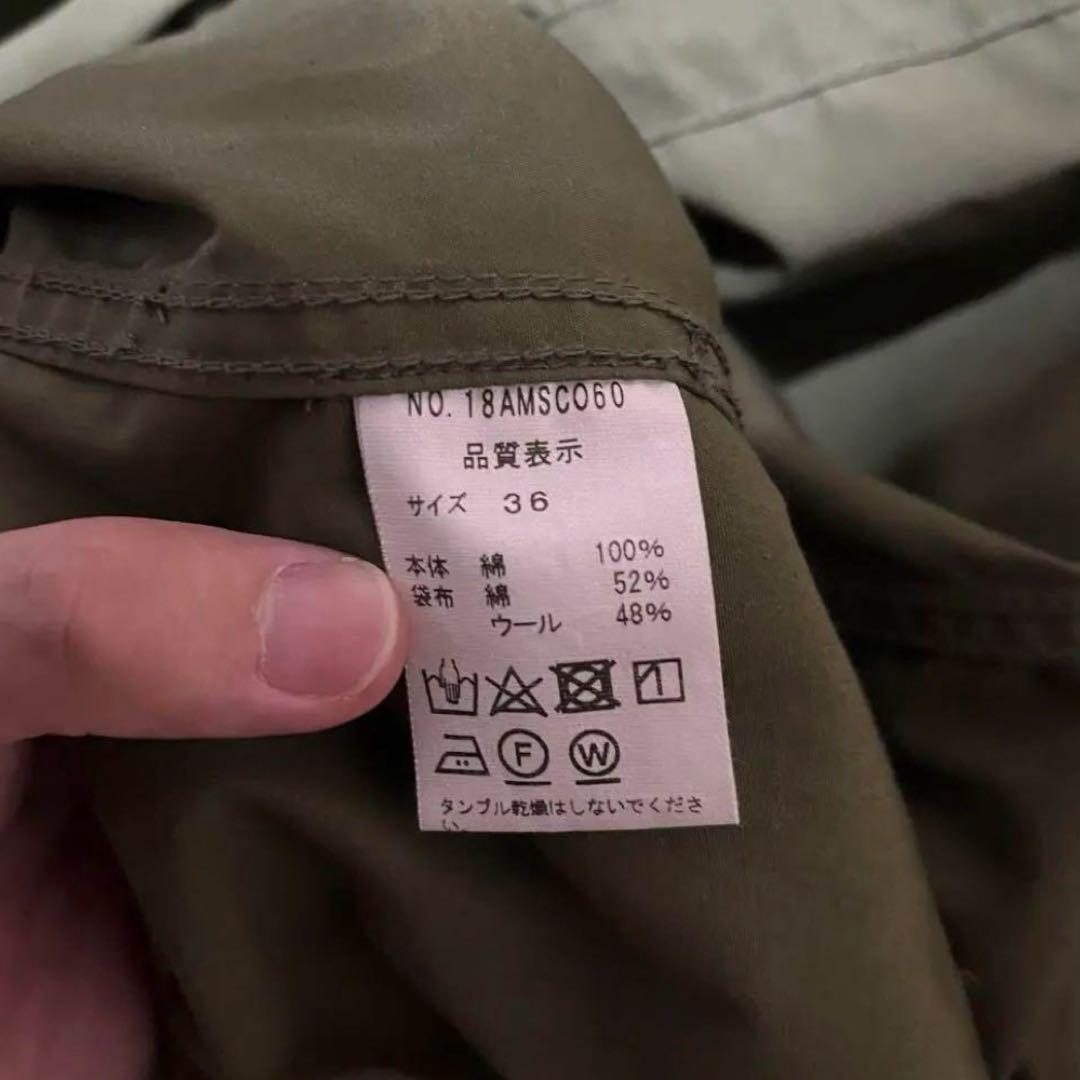 NO. 18AMSCO60
品質表示
サイズ 36
本体 綿 100%
袋布 綿 52%
ウール 48%
F W
タンブル乾燥はしないでくださ
い。